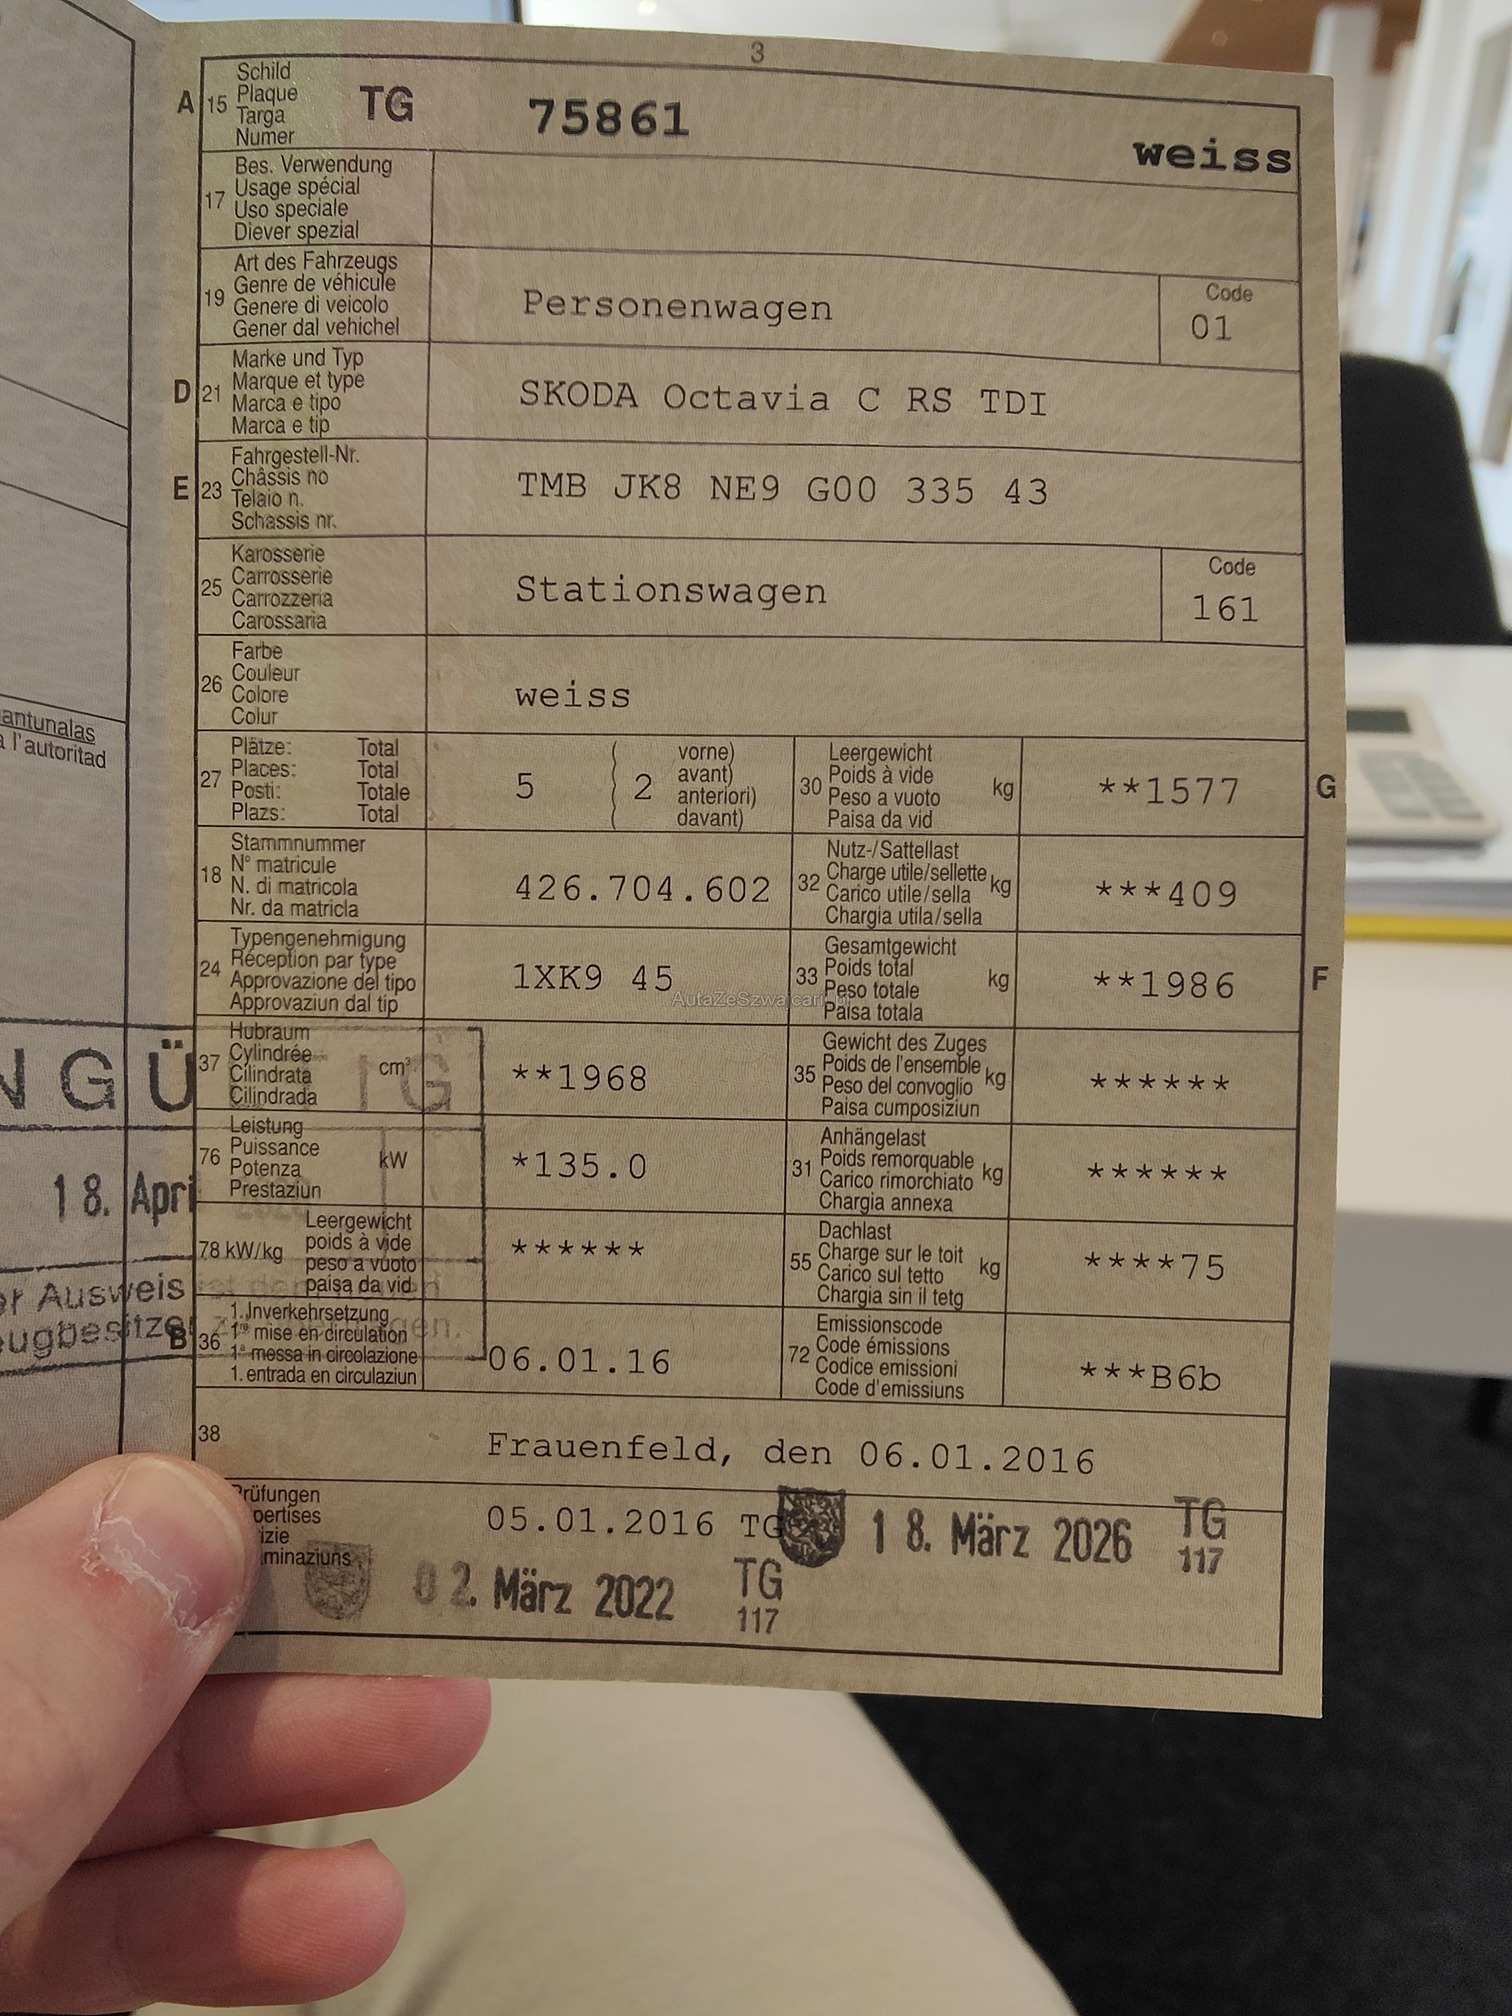 3
A 15 Schild
Plaque
Targa
Numer
TG 75861 weiss
17 Bes. Verwendung
Usage spécial
Uso speciale
Diever spezial
19 Art des Fahrzeugs
Genre de véhicule
Genere di veicolo
Gener dal vehichel
Personenwagen
Code
01
D 21 Marke und Typ
Marque et type
Marca e tipo
Marca e tip
SKODA Octavia C RS TDI
E 23 Fahrgestell-Nr.
Châssis no
Telaio n.
Schassis nr.
TMB JK8 NE9 G00 335 43
25 Karosserie
Carrosserie
Carrozzeria
Carossaria
Stationswagen
Code
161
26 Farbe
Couleur
Colore
Colur
weiss
27 Plätze: Total
Places: Total
Posti: Totale
Plazs: Total
5 ( 2 vorne)
avant)
anteriori)
davant)
30 Leergewicht
Poids à vide
Peso a vuoto
Paisa da vid
kg **1577 G
18 Stammnummer
N° matricule
N. di matricola
Nr. da matricla
426.704.602
32 Nutz-/Sattellast
Charge utile/sellette
Carico utile/sella
Chargia utila/sella
kg ***409
24 Typengenehmigung
Réception par type
Approvazione del tipo
Approvaziun dal tip
1XK9 45
33 Gesamtgewicht
Poids total
Peso totale
Paisa totala
kg **1986 F
37 Hubraum
Cylindrée
Cilindrata
Cilindrada
cm³ **1968
35 Gewicht des Zuges
Poids de l'ensemble
Peso del convoglio
Paisa cumposiziun
kg ******
76 Leistung
Puissance
Potenza
Prestaziun
kW *135.0
31 Anhängelast
Poids remorquable
Carico rimorchiato
Chargia annexa
kg ******
78 kW/kg Leergewicht
poids à vide
peso a vuoto
paisa da vid
******
55 Dachlast
Charge sur le toit
Carico sul tetto
Chargia sin il tetg
kg ****75
B 36 1.Inverkehrsetzung
1re mise en circulation
1a messa in circolazione
1. entrada en circulaziun
06.01.16
72 Emissionscode
Code émissions
Codice emissioni
Code d'emissiuns
***B6b
38
Frauenfeld, den 06.01.2016
Prüfungen
pertises
izie
minaziuns
05.01.2016 TG
18. März 2026 TG
117
02. März 2022 TG
117
antunalas
a l'autoritad
NGÜLTIG
18. Apri
er Ausweis
eugbesitzer
AutaZeSzwajcarii.pl